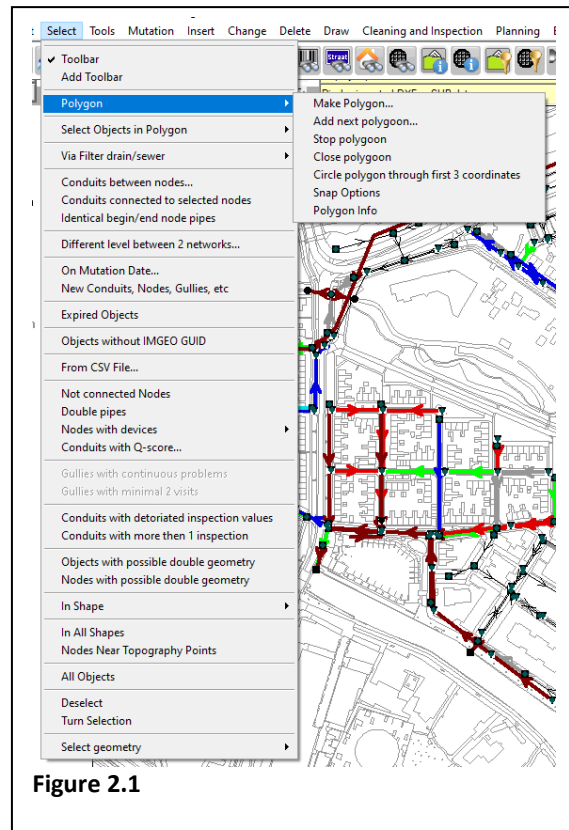 Select Tools Mutation Insert Change Delete Draw Cleaning and Inspection Planning
Straat
Toolbar
Add Toolbar
Polygon
Select Objects in Polygon
Via Filter drain/sewer
Conduits between nodes...
Conduits connected to selected nodes
Identical begin/end node pipes
Different level between 2 networks...
On Mutation Date...
New Conduits, Nodes, Gullies, etc
Expired Objects
Objects without IMGEO GUID
From CSV File...
Not connected Nodes
Double pipes
Nodes with devices
Conduits with Q-score...
Gullies with continuous problems
Gullies with minimal 2 visits
Conduits with detoriated inspection values
Conduits with more then 1 inspection
Objects with possible double geometry
Nodes with possible double geometry
In Shape
In All Shapes
Nodes Near Topography Points
All Objects
Deselect
Turn Selection
Select geometry
Make Polygon...
Add next polygoon...
Stop polygoon
Close polygoon
Circle polygon through first 3 coordinates
Snap Options
Polygon Info
Figure 2.1